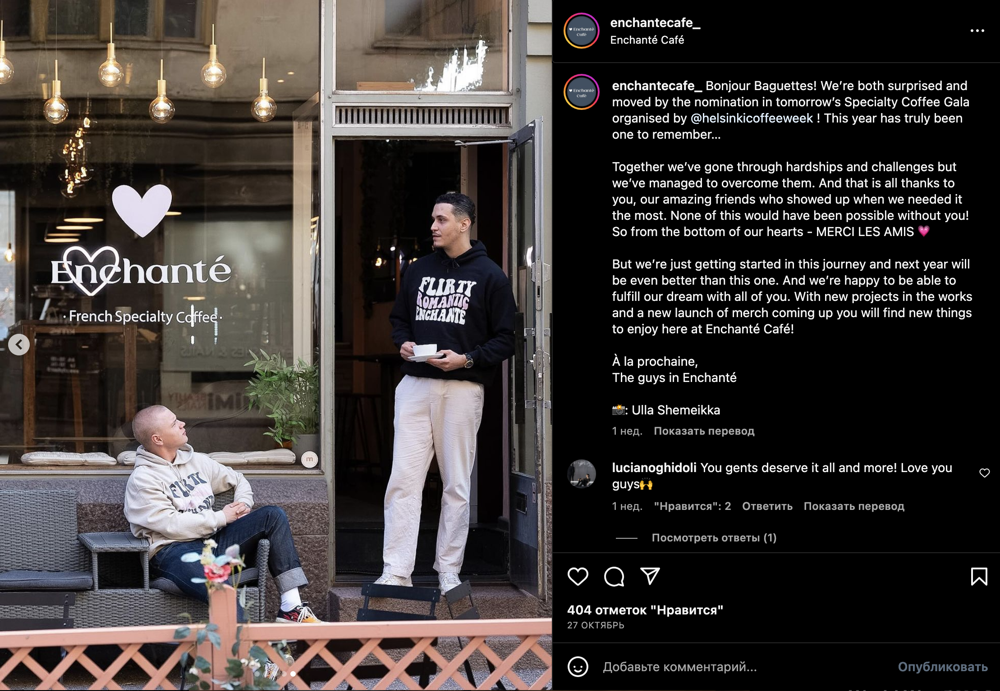 Enchanté
·French Specialty Coffee·
FLIRTY
ROMANTIC
ENCHANTE
FLIRTY
m
enchantecafe_
Enchanté Café
♥ Enchanté
Café
♥ Enchanté
Café
enchantecafe_ Bonjour Baguettes! We’re both surprised and
moved by the nomination in tomorrow’s Specialty Coffee Gala
organised by @helsinkicoffeeweek ! This year has truly been
one to remember...
Together we’ve gone through hardships and challenges but
we’ve managed to overcome them. And that is all thanks to
you, our amazing friends who showed up when we needed it
the most. None of this would have been possible without you!
So from the bottom of our hearts - MERCI LES AMIS 💗
But we’re just getting started in this journey and next year will
be even better than this one. And we’re happy to be able to
fulfill our dream with all of you. With new projects in the works
and a new launch of merch coming up you will find new things
to enjoy here at Enchanté Café!
À la prochaine,
The guys in Enchanté
📸: Ulla Shemeikka
1 нед. Показать перевод
lucianoghidoli You gents deserve it all and more! Love you
guys🙌
1 нед. "Нравится": 2 Ответить Показать перевод
Посмотреть ответы (1)
404 отметок "Нравится"
27 ОКТЯБРЬ
Добавьте комментарий...
Опубликовать